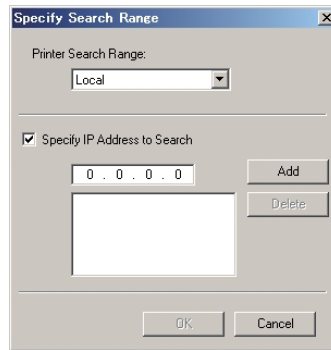 Specify Search Range
Printer Search Range:
Local
Specify IP Address to Search
0 . 0 . 0 . 0
Add
Delete
OK
Cancel